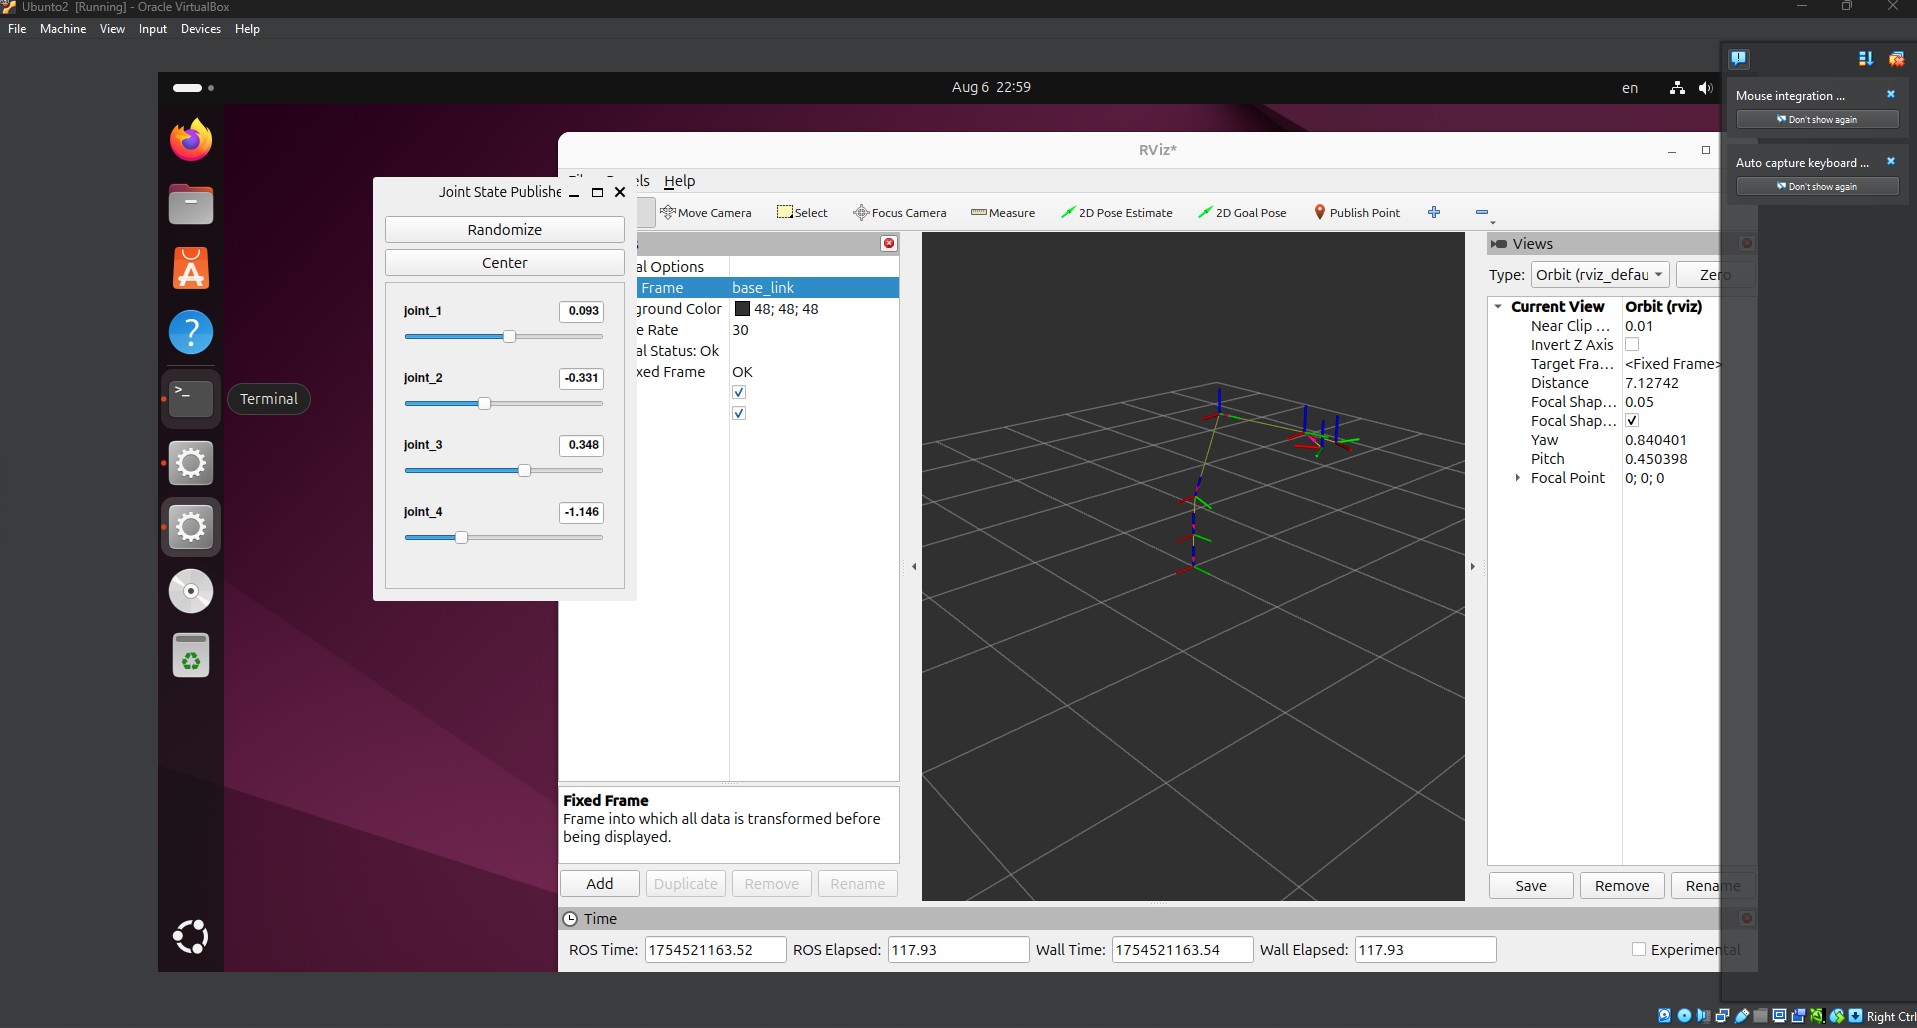 Ubunto2 [Running] - Oracle VirtualBox
File Machine View Input Devices Help
Aug 6 22:59
en
Mouse integration ...
Don't show again
Auto capture keyboard ...
Don't show again
RViz*
Help
Joint State Publishe
Randomize
Center
joint_1 0.093
joint_2 -0.331
joint_3 0.348
joint_4 -1.146
Terminal
Move Camera Select Focus Camera Measure 2D Pose Estimate 2D Goal Pose Publish Point
al Options
Frame base_link
ground Color 48; 48; 48
e Rate 30
al Status: Ok
xed Frame OK
Fixed Frame
Frame into which all data is transformed before
being displayed.
Add Duplicate Remove Rename
Views
Type: Orbit (rviz_defau Zero
Current View Orbit (rviz)
Near Clip ... 0.01
Invert Z Axis
Target Fra... <Fixed Frame>
Distance 7.12742
Focal Shap... 0.05
Focal Shap...
Yaw 0.840401
Pitch 0.450398
Focal Point 0; 0; 0
Save Remove Rename
Time
ROS Time: 1754521163.52 ROS Elapsed: 117.93 Wall Time: 1754521163.54 Wall Elapsed: 117.93 Experimental
Right Ctrl